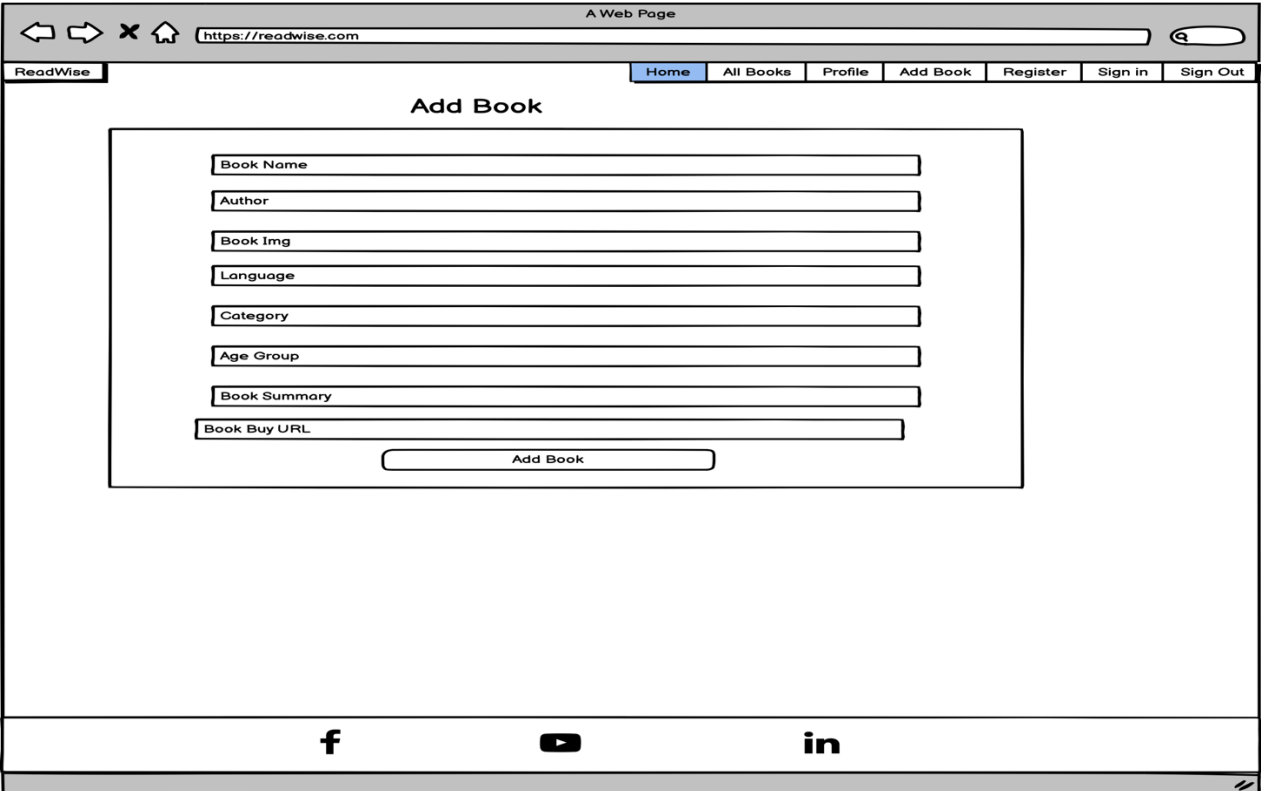 A Web Page
https://readwise.com
ReadWise Home All Books Profile Add Book Register Sign in Sign Out
Add Book
Book Name
Author
Book Img
Language
Category
Age Group
Book Summary
Book Buy URL
Add Book
f in